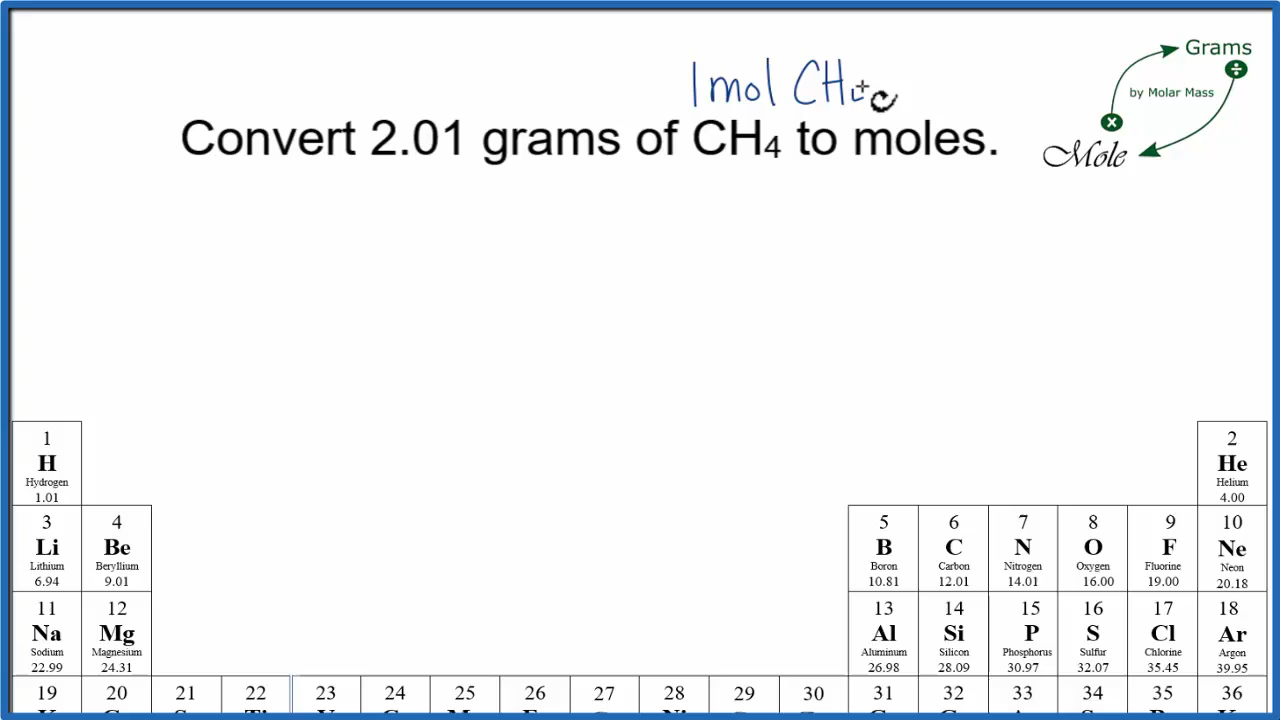 Grams
÷
by Molar Mass
×
Mole
1 mol CH
Convert 2.01 grams of CH₄ to moles.
1 2
H He
Hydrogen Helium
1.01 4.00
3 4 5 6 7 8 9 10
Li Be B C N O F Ne
Lithium Beryllium Boron Carbon Nitrogen Oxygen Fluorine Neon
6.94 9.01 10.81 12.01 14.01 16.00 19.00 20.18
11 12 13 14 15 16 17 18
Na Mg Al Si P S Cl Ar
Sodium Magnesium Aluminum Silicon Phosphorus Sulfur Chlorine Argon
22.99 24.31 26.98 28.09 30.97 32.07 35.45 39.95
19 20 21 22 23 24 25 26 27 28 29 30 31 32 33 34 35 36